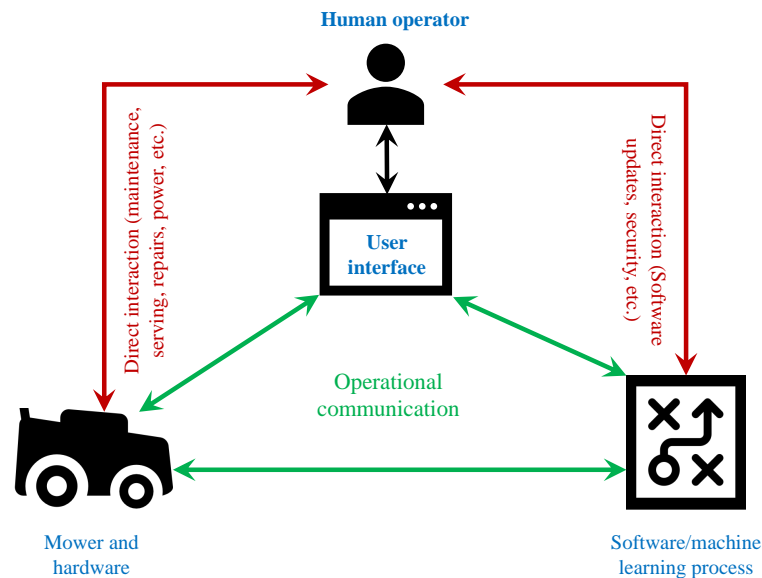 Human operator
Direct interaction (maintenance,
serving, repairs, power, etc.)
Direct interaction (Software
updates, security, etc.)
User
interface
Operational
communication
Mower and
hardware
Software/machine
learning process